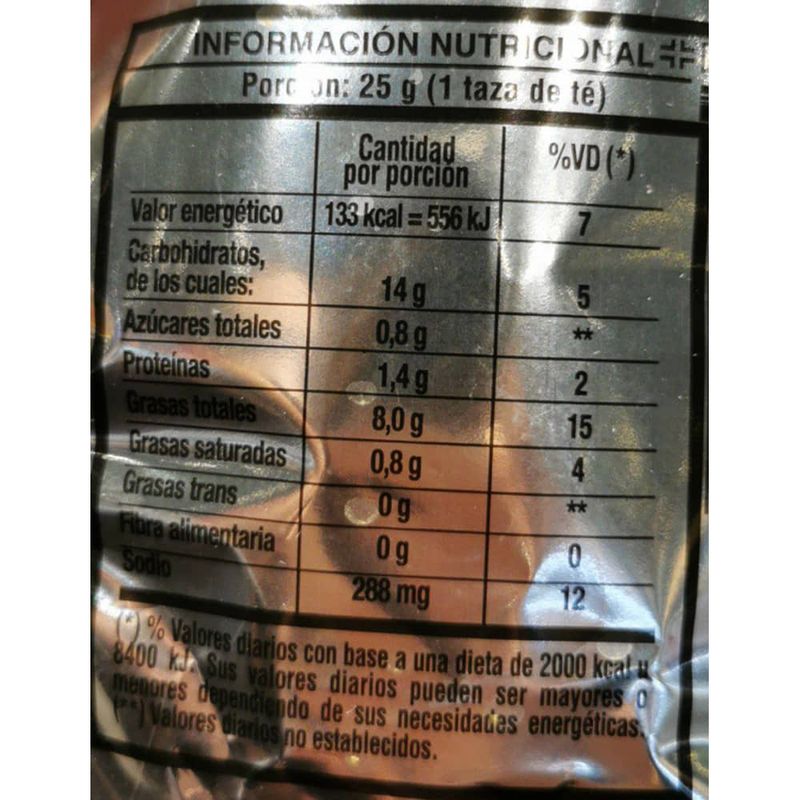 INFORMACIÓN NUTRICIONAL
Porción: 25 g (1 taza de té)
Cantidad por porción %VD (*)
Valor energético 133 kcal = 556 kJ 7
Carbohidratos,
de los cuales: 14 g 5
Azúcares totales 0,8 g **
Proteínas 1,4 g 2
Grasas totales 8,0 g 15
Grasas saturadas 0,8 g 4
Grasas trans 0 g **
Fibra alimentaria 0 g 0
Sodio 288 mg 12
(*) % Valores diarios con base a una dieta de 2000 kcal u
8400 kJ. Sus valores diarios pueden ser mayores o
menores dependiendo de sus necesidades energéticas.
(**) Valores diarios no establecidos.